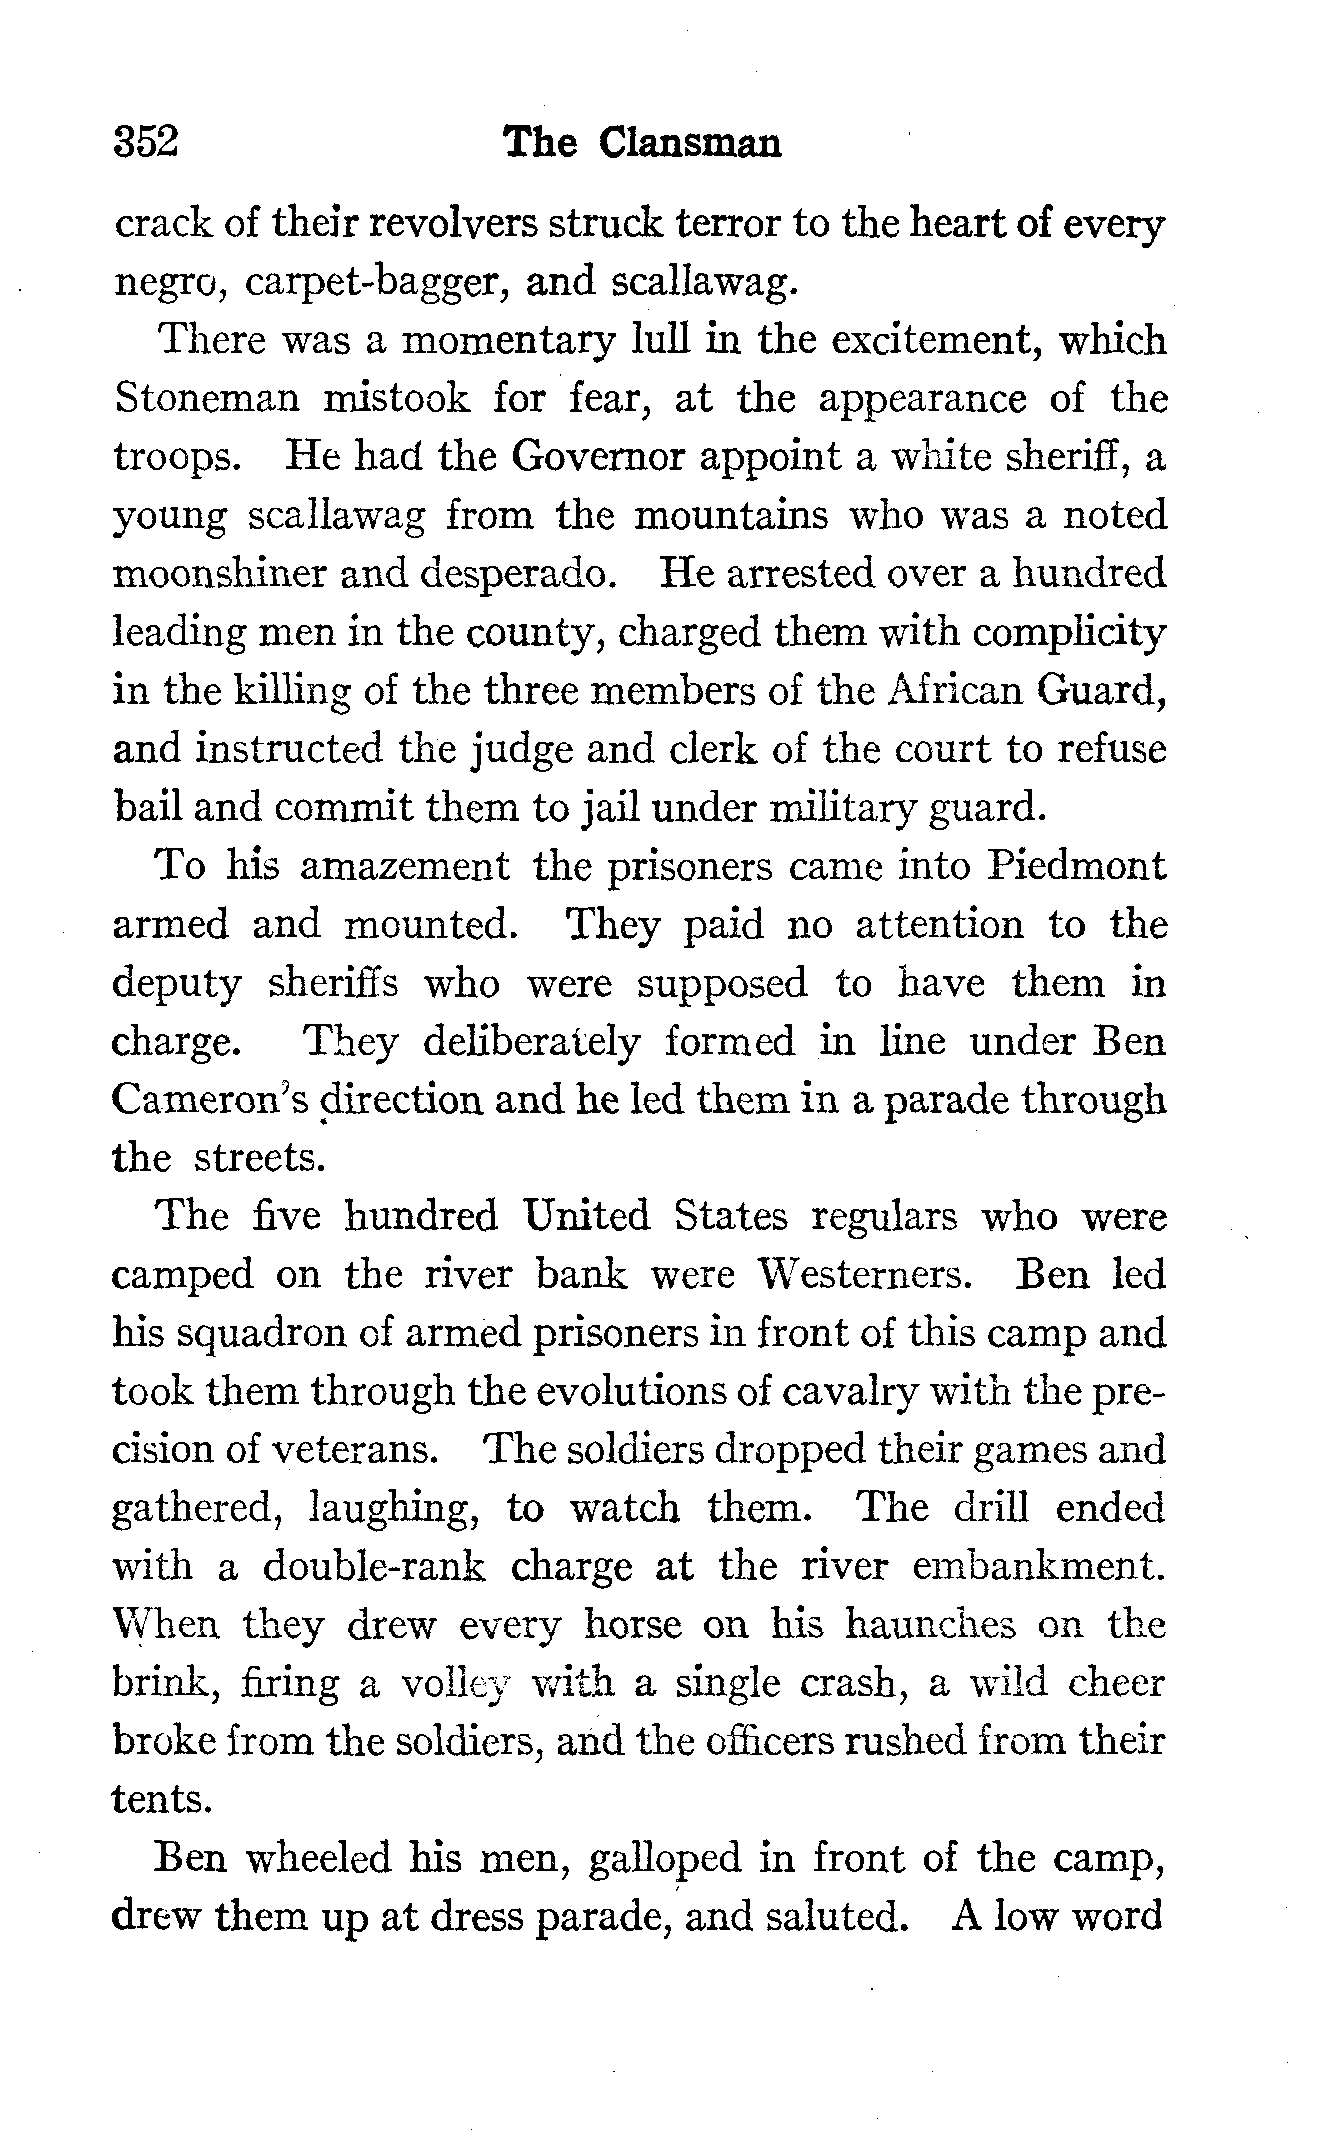 352 The Clansman
crack of their revolvers struck terror to the heart of every
negro, carpet-bagger, and scallawag.
There was a momentary lull in the excitement, which
Stoneman mistook for fear, at the appearance of the
troops. He had the Governor appoint a white sheriff, a
young scallawag from the mountains who was a noted
moonshiner and desperado. He arrested over a hundred
leading men in the county, charged them with complicity
in the killing of the three members of the African Guard,
and instructed the judge and clerk of the court to refuse
bail and commit them to jail under military guard.
To his amazement the prisoners came into Piedmont
armed and mounted. They paid no attention to the
deputy sheriffs who were supposed to have them in
charge. They deliberately formed in line under Ben
Cameron's direction and he led them in a parade through
the streets.
The five hundred United States regulars who were
camped on the river bank were Westerners. Ben led
his squadron of armed prisoners in front of this camp and
took them through the evolutions of cavalry with the pre-
cision of veterans. The soldiers dropped their games and
gathered, laughing, to watch them. The drill ended
with a double-rank charge at the river embankment.
When they drew every horse on his haunches on the
brink, firing a volley with a single crash, a wild cheer
broke from the soldiers, and the officers rushed from their
tents.
Ben wheeled his men, galloped in front of the camp,
drew them up at dress parade, and saluted. A low word